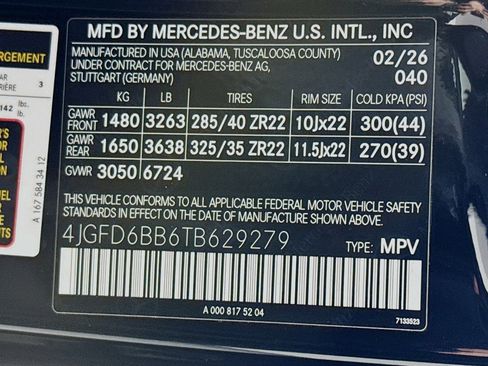 MFD BY MERCEDES-BENZ U.S. INTL., INC
MANUFACTURED IN USA (ALABAMA, TUSCALOOSA COUNTY) 02/26
UNDER CONTRACT FOR MERCEDES-BENZ AG,
STUTTGART (GERMANY) 040
KG LB TIRES RIM SIZE COLD KPA (PSI)
GAWR FRONT 1480 3263 285/40 ZR22 10Jx22 300(44)
GAWR REAR 1650 3638 325/35 ZR22 11.5Jx22 270(39)
GVWR 3050 6724
THIS VEHICLE CONFORMS TO ALL APPLICABLE FEDERAL MOTOR VEHICLE SAFETY
STANDARDS IN EFFECT ON THE DATE OF MANUFACTURE SHOWN ABOVE.
4JGFD6BB6TB629279 TYPE: MPV
A 000 817 52 04
7133523
3
142 lbs.
lb.
A 167 584 34 12